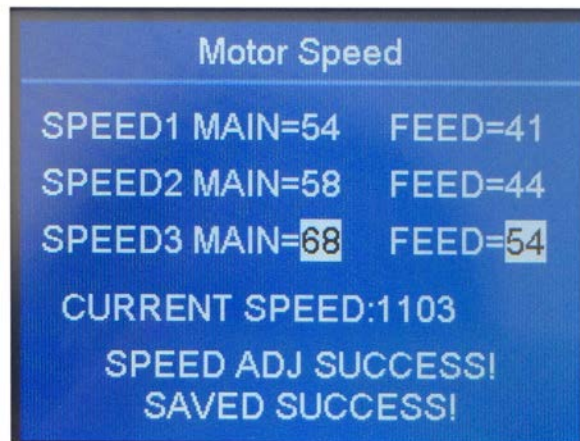 Motor Speed
SPEED1 MAIN=54 FEED=41
SPEED2 MAIN=58 FEED=44
SPEED3 MAIN=68 FEED=54
CURRENT SPEED:1103
SPEED ADJ SUCCESS!
SAVED SUCCESS!